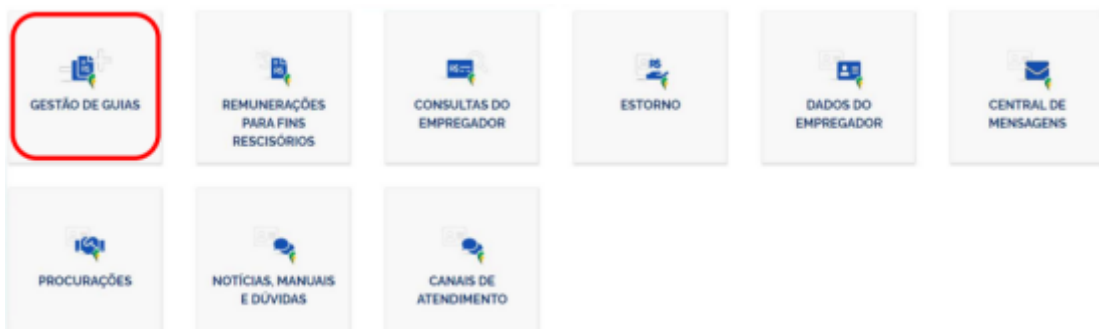 GESTÃO DE GUIAS
REMUNERAÇÕES
PARA FINS
RESCISÓRIOS
CONSULTAS DO
EMPREGADOR
ESTORNO
DADOS DO
EMPREGADOR
CENTRAL DE
MENSAGENS
PROCURAÇÕES
NOTÍCIAS, MANUAIS
E DÚVIDAS
CANAIS DE
ATENDIMENTO